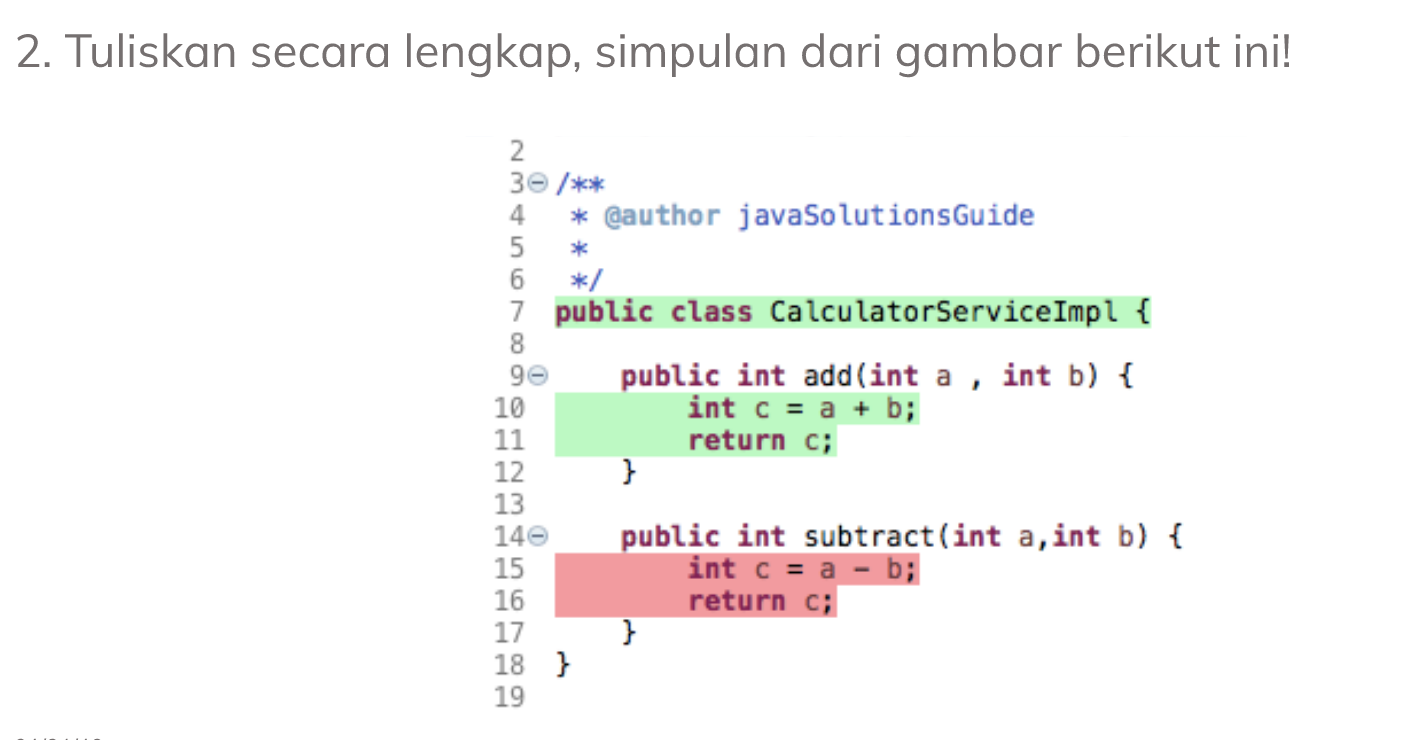 2. Tuliskan secara lengkap, simpulan dari gambar berikut ini!
2
3 /**
4 * @author javaSolutionsGuide
5 *
6 */
7 public class CalculatorServiceImpl {
8
9 public int add(int a , int b) {
10 int c = a + b;
11 return c;
12 }
13
14 public int subtract(int a,int b) {
15 int c = a - b;
16 return c;
17 }
18 }
19